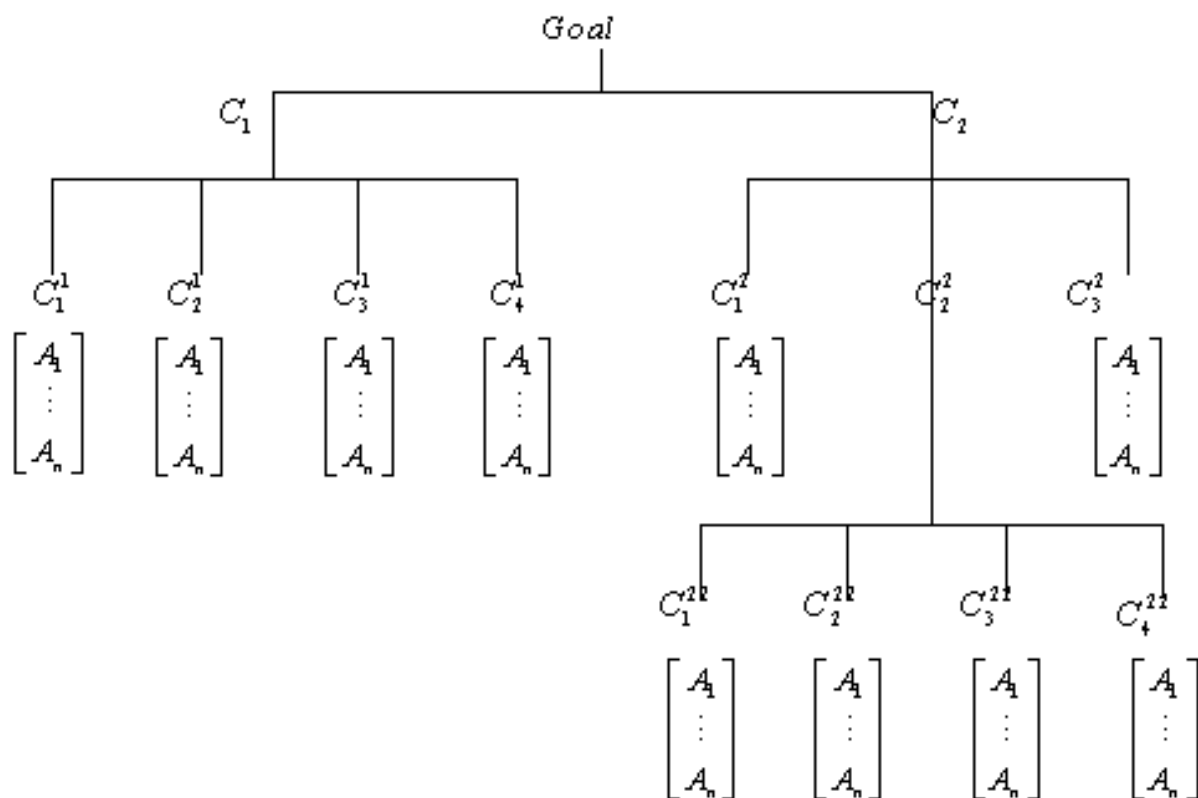 Goal
C₁ C₂
C₁¹ C₂¹ C₃¹ C₄¹ C₁² C₂² C₃²
[A₁ ⋮ Aₙ] [A₁ ⋮ Aₙ] [A₁ ⋮ Aₙ] [A₁ ⋮ Aₙ] [A₁ ⋮ Aₙ] [A₁ ⋮ Aₙ]
C₁²² C₂²² C₃²² C₄²²
[A₁ ⋮ Aₙ] [A₁ ⋮ Aₙ] [A₁ ⋮ Aₙ] [A₁ ⋮ Aₙ]